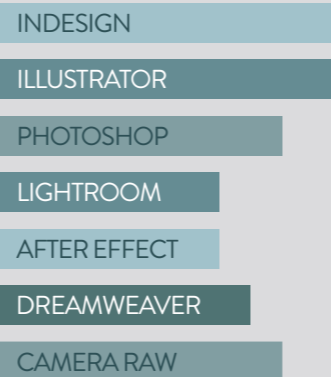 INDESIGN
ILLUSTRATOR
PHOTOSHOP
LIGHTROOM
AFTER EFFECT
DREAMWEAVER
CAMERA RAW